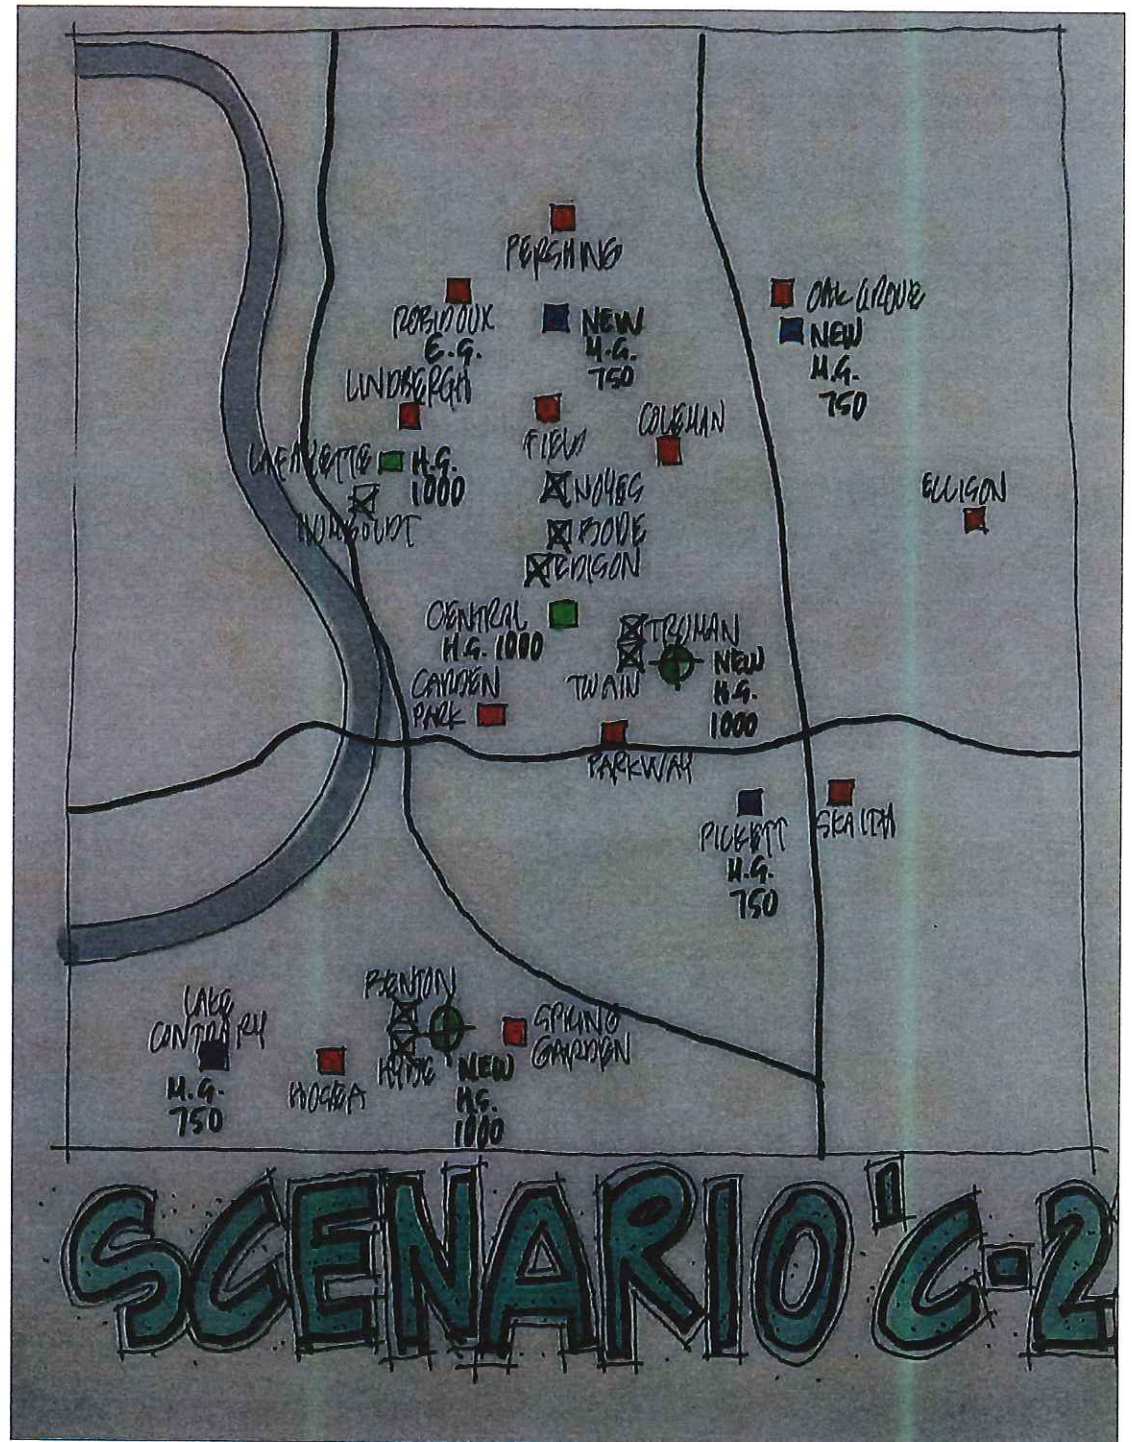 PERSHING
ROBIDOUX
E.G.
NEW
M.G.
750
OAK GROVE
NEW
M.G.
750
LINDBERGH
FIELD
COLEMAN
LAFAYETTE
H.G.
1000
HUMBOUDT
NOYES
BODE
EDISON
ELLISON
CENTRAL
H.G. 1000
TRUMAN
TWAIN
NEW
H.G.
1000
CARDEN
PARK
PARKWAY
PICKETT
M.G.
750
SKAITH
LAKE
CONTRARY
M.G.
750
HOSEA
BENTON
HYDE
NEW
H.G.
1000
SPRING
GARDEN
SCENARIO 'C-2